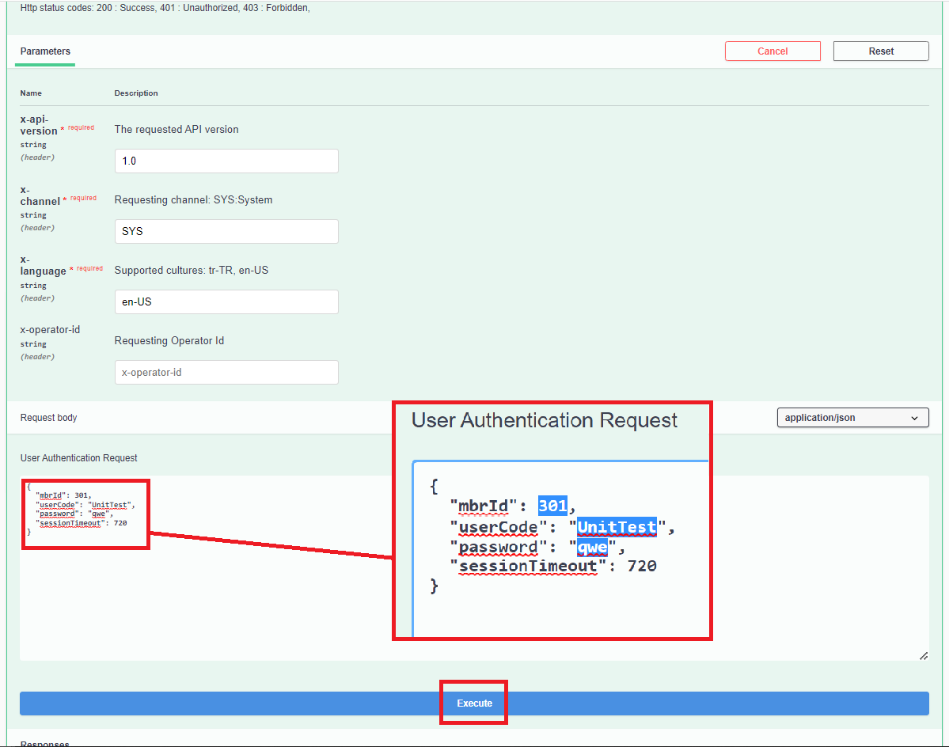 Http status codes: 200 : Success, 401 : Unauthorized, 403 : Forbidden,
Parameters
Cancel
Reset
Name
Description
x-api-
version * required
string
(header)
The requested API version
1.0
x-
channel * required
string
(header)
Requesting channel: SYS:System
SYS
x-
language * required
string
(header)
Supported cultures: tr-TR, en-US
en-US
x-operator-id
string
(header)
Requesting Operator Id
x-operator-id
Request body
application/json
User Authentication Request
{
"mbrId": 301,
"userCode": "UnitTest",
"password": "qwe",
"sessionTimeout": 720
}
User Authentication Request
{
"mbrId": 301,
"userCode": "UnitTest",
"password": "qwe",
"sessionTimeout": 720
}
Execute
Responses